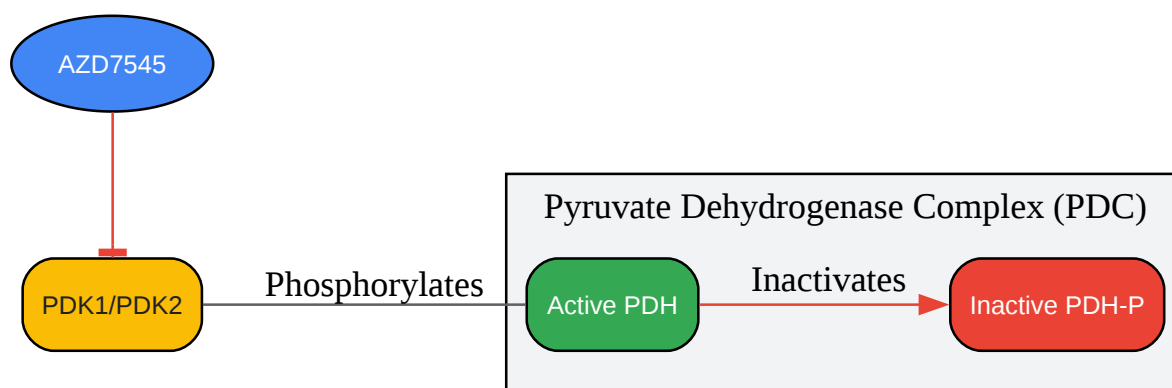 AZD7545
Pyruvate Dehydrogenase Complex (PDC)
PDK1/PDK2
Phosphorylates
Active PDH
Inactivates
Inactive PDH-P